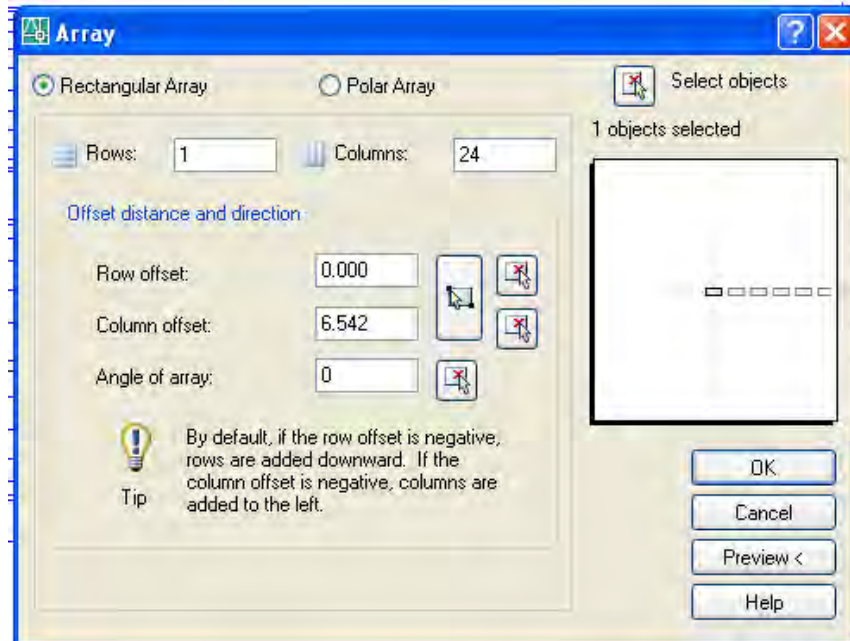 Array
Rectangular Array
Polar Array
Select objects
1 objects selected
Rows: 1
Columns: 24
Offset distance and direction
Row offset: 0.000
Column offset: 6.542
Angle of array: 0
By default, if the row offset is negative,
rows are added downward. If the
column offset is negative, columns are
added to the left.
Tip
OK
Cancel
Preview <
Help